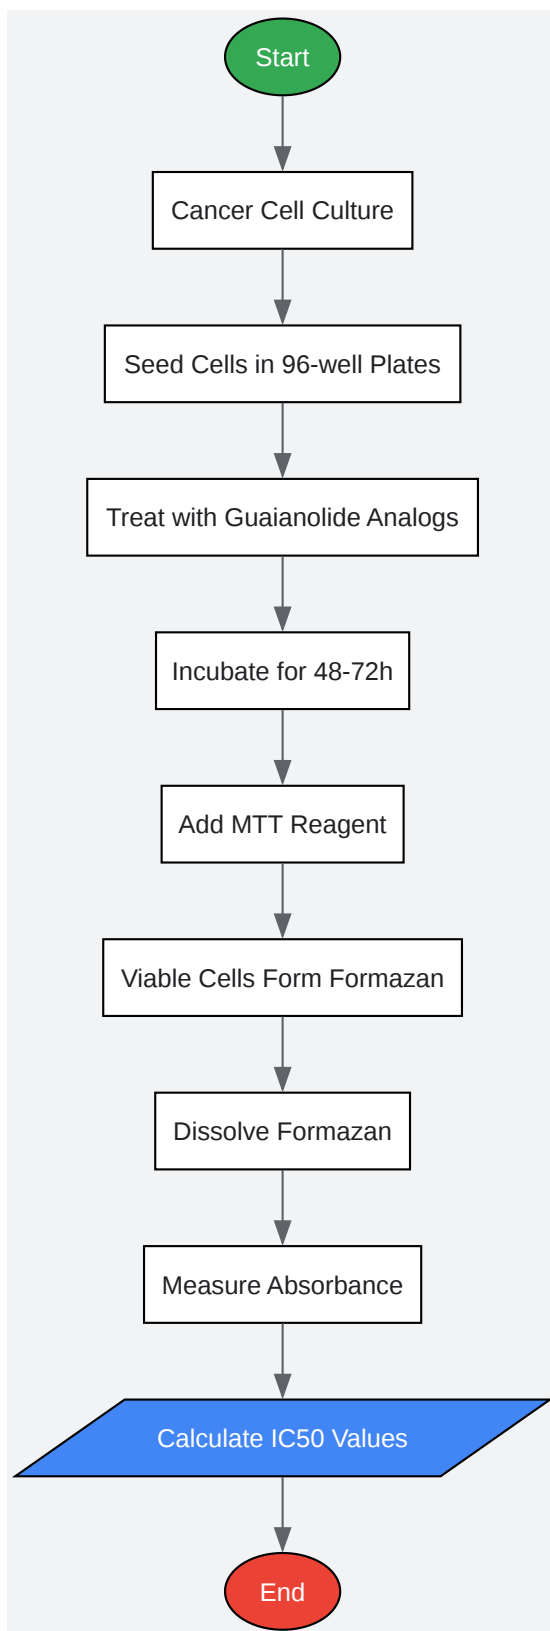 Start
Cancer Cell Culture
Seed Cells in 96-well Plates
Treat with Guaianolide Analogs
Incubate for 48-72h
Add MTT Reagent
Viable Cells Form Formazan
Dissolve Formazan
Measure Absorbance
Calculate IC50 Values
End